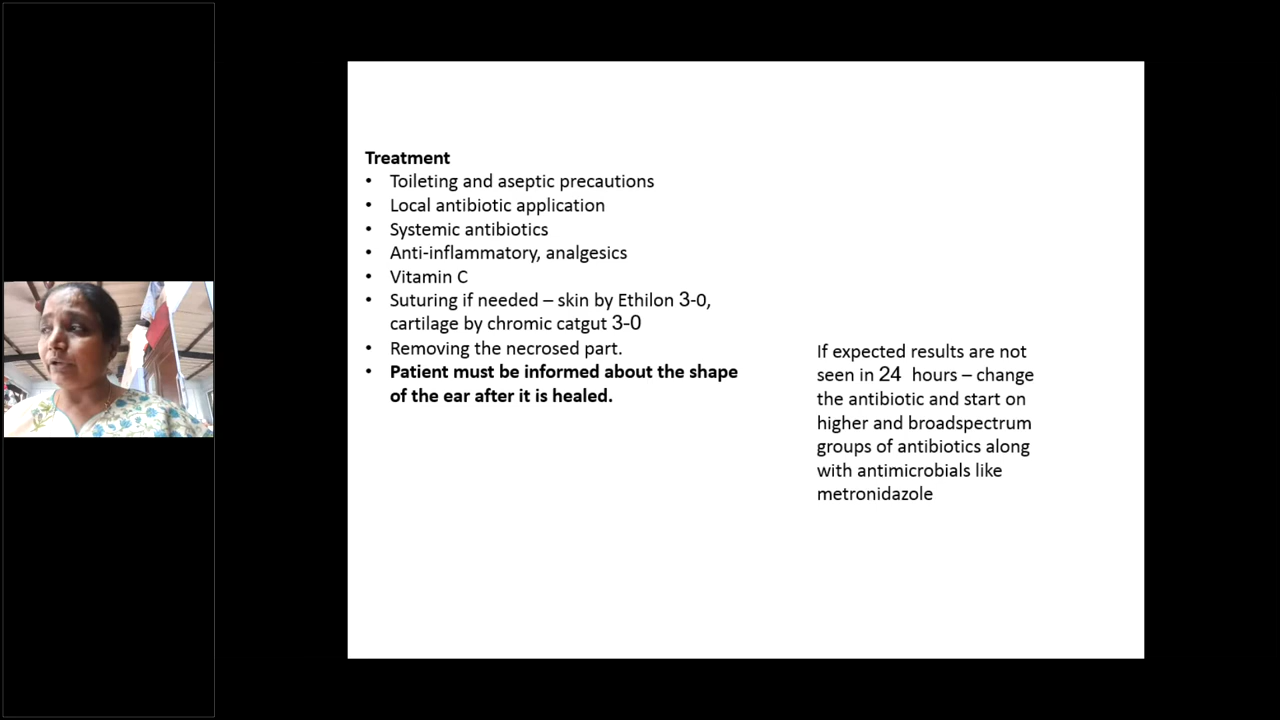 Treatment
• Toileting and aseptic precautions
• Local antibiotic application
• Systemic antibiotics
• Anti-inflammatory, analgesics
• Vitamin C
• Suturing if needed – skin by Ethilon 3-0,
cartilage by chromic catgut 3-0
• Removing the necrosed part.
• Patient must be informed about the shape
of the ear after it is healed.
If expected results are not
seen in 24 hours – change
the antibiotic and start on
higher and broadspectrum
groups of antibiotics along
with antimicrobials like
metronidazole